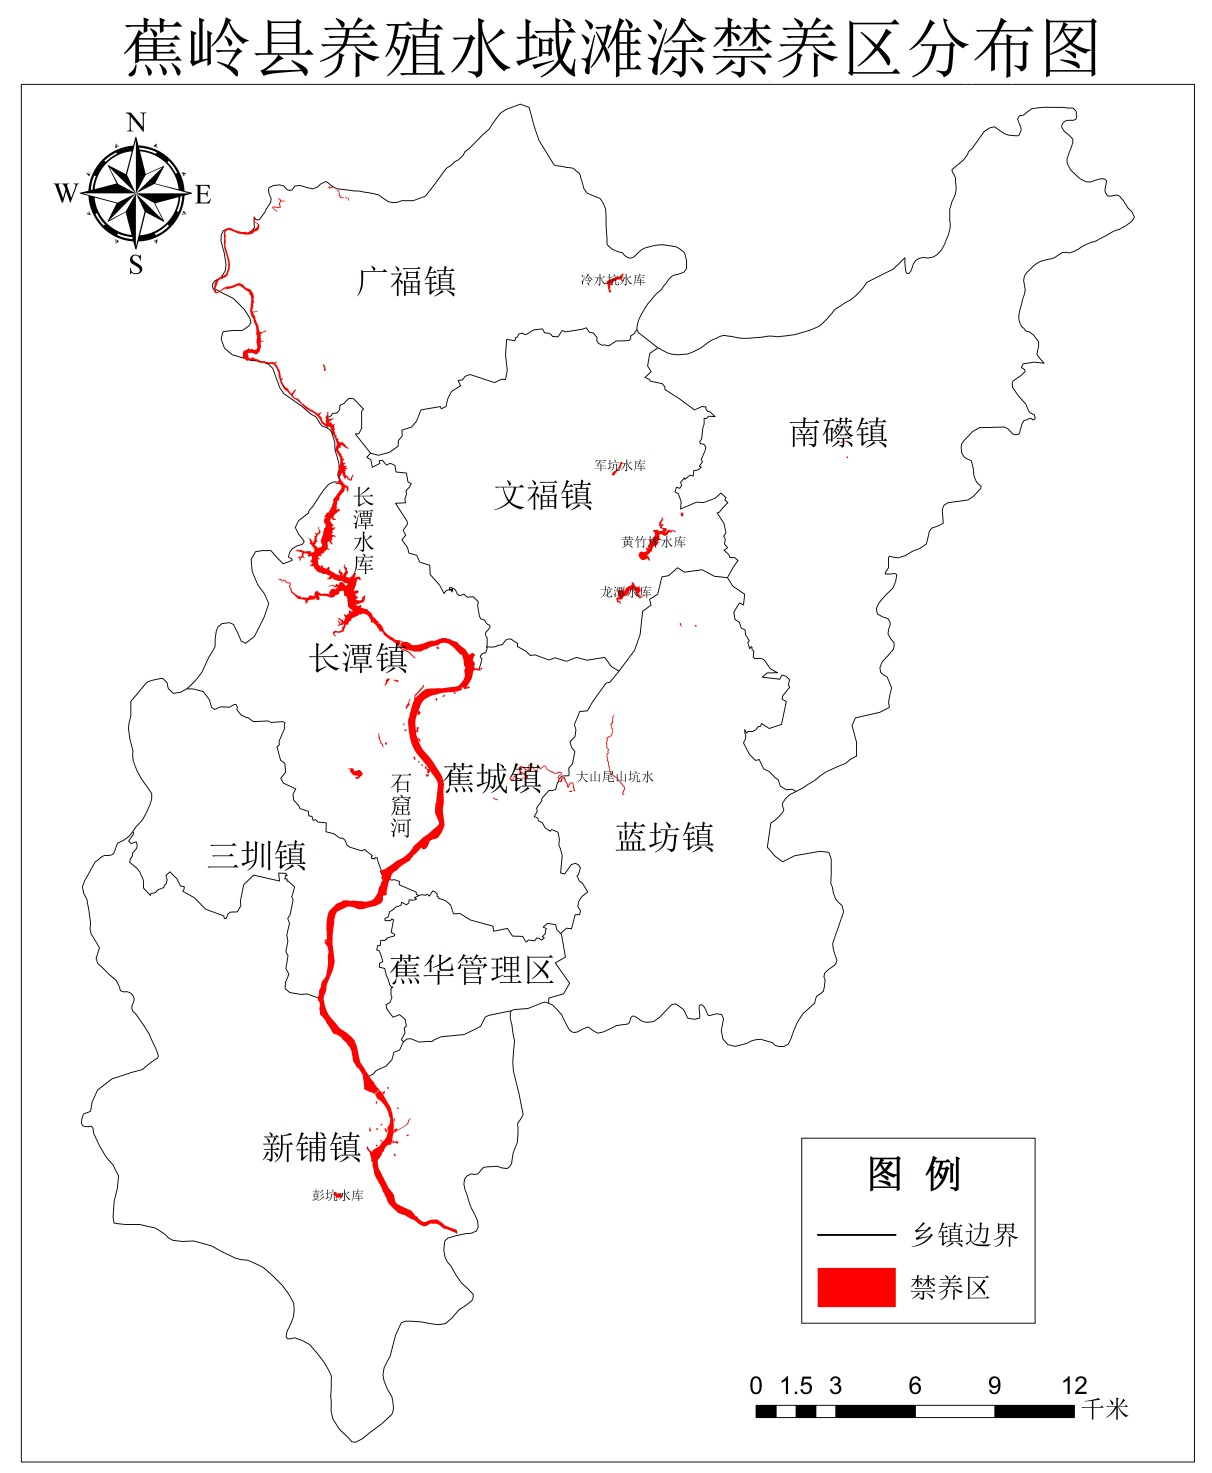 蕉岭县养殖水域滩涂禁养区分布图
N
W
E
S
广福镇
冷水坑水库
南磜镇
军坑水库
文福镇
长潭水库
黄竹坪水库
龙潭水库
长潭镇
石窟河
蕉城镇
大山尾山坑水
蓝坊镇
三圳镇
蕉华管理区
新铺镇
彭坑水库
图 例
乡镇边界
禁养区
0 1.5 3 6 9 12
千米